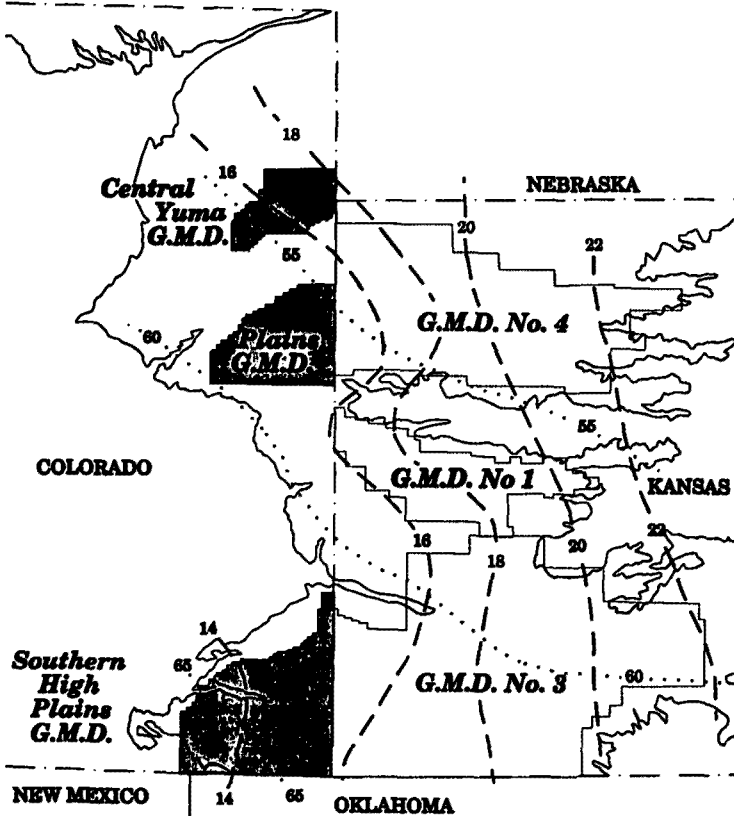 18
16
Central
Yuma
G.M.D.
NEBRASKA
20
22
55
60
Plains
G.M.D.
G.M.D. No. 4
55
COLORADO
G.M.D. No 1
KANSAS
16
18
20
22
14
65
Southern
High
Plains
G.M.D.
G.M.D. No. 3
60
NEW MEXICO
14
65
OKLAHOMA